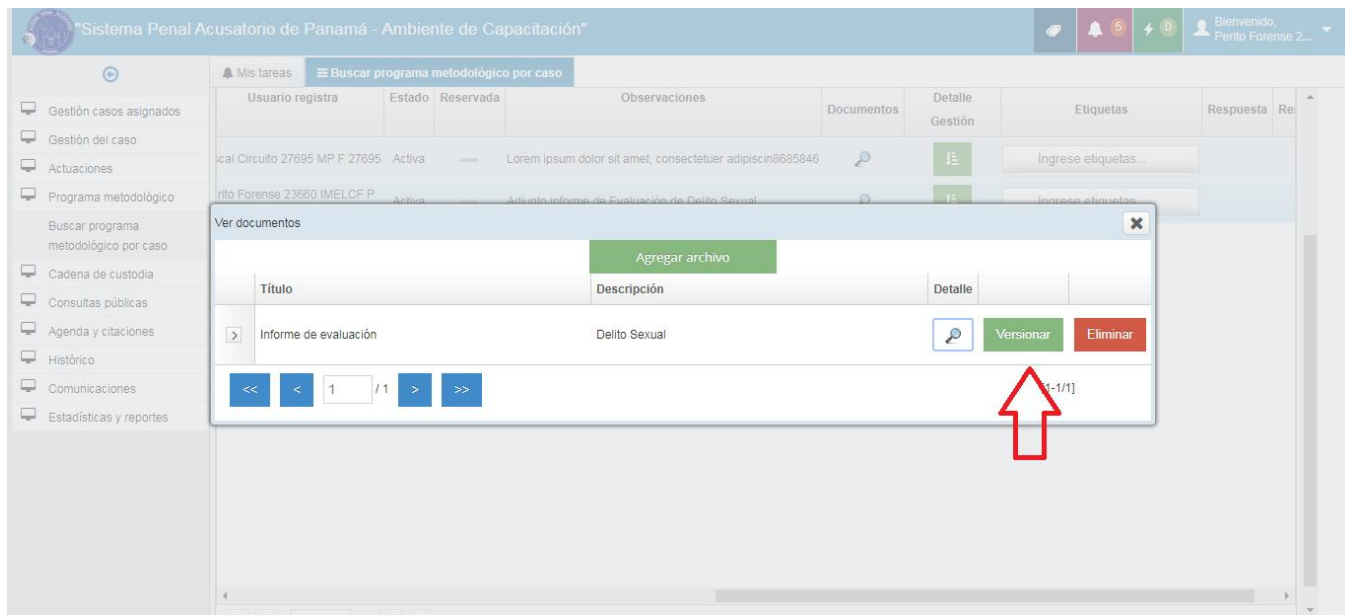 "Sistema Penal Acusatorio de Panamá - Ambiente de Capacitación"
5
0
Bienvenido,
Perito Forense 2...
Mis tareas
Buscar programa metodológico por caso
Gestión casos asignados
Gestión del caso
Actuaciones
Programa metodológico
Buscar programa
metodológico por caso
Cadena de custodia
Consultas públicas
Agenda y citaciones
Histórico
Comunicaciones
Estadísticas y reportes
Usuario registra Estado Reservada Observaciones Documentos Detalle Gestión Etiquetas Respuesta Re
scal Circuito 27695 MP F 27695 Activa Lorem ipsum dolor sit amet, consectetuer adipiscin8685846 Ingrese etiquetas...
rito Forense 23660 IMELCF P Activa Adjunto informe de Evaluación de Delito Sexual Ingrese etiquetas
Ver documentos
Agregar archivo
Título Descripción Detalle
Informe de evaluación Delito Sexual Versionar Eliminar
<< < 1 / 1 > >> 1-1/1]